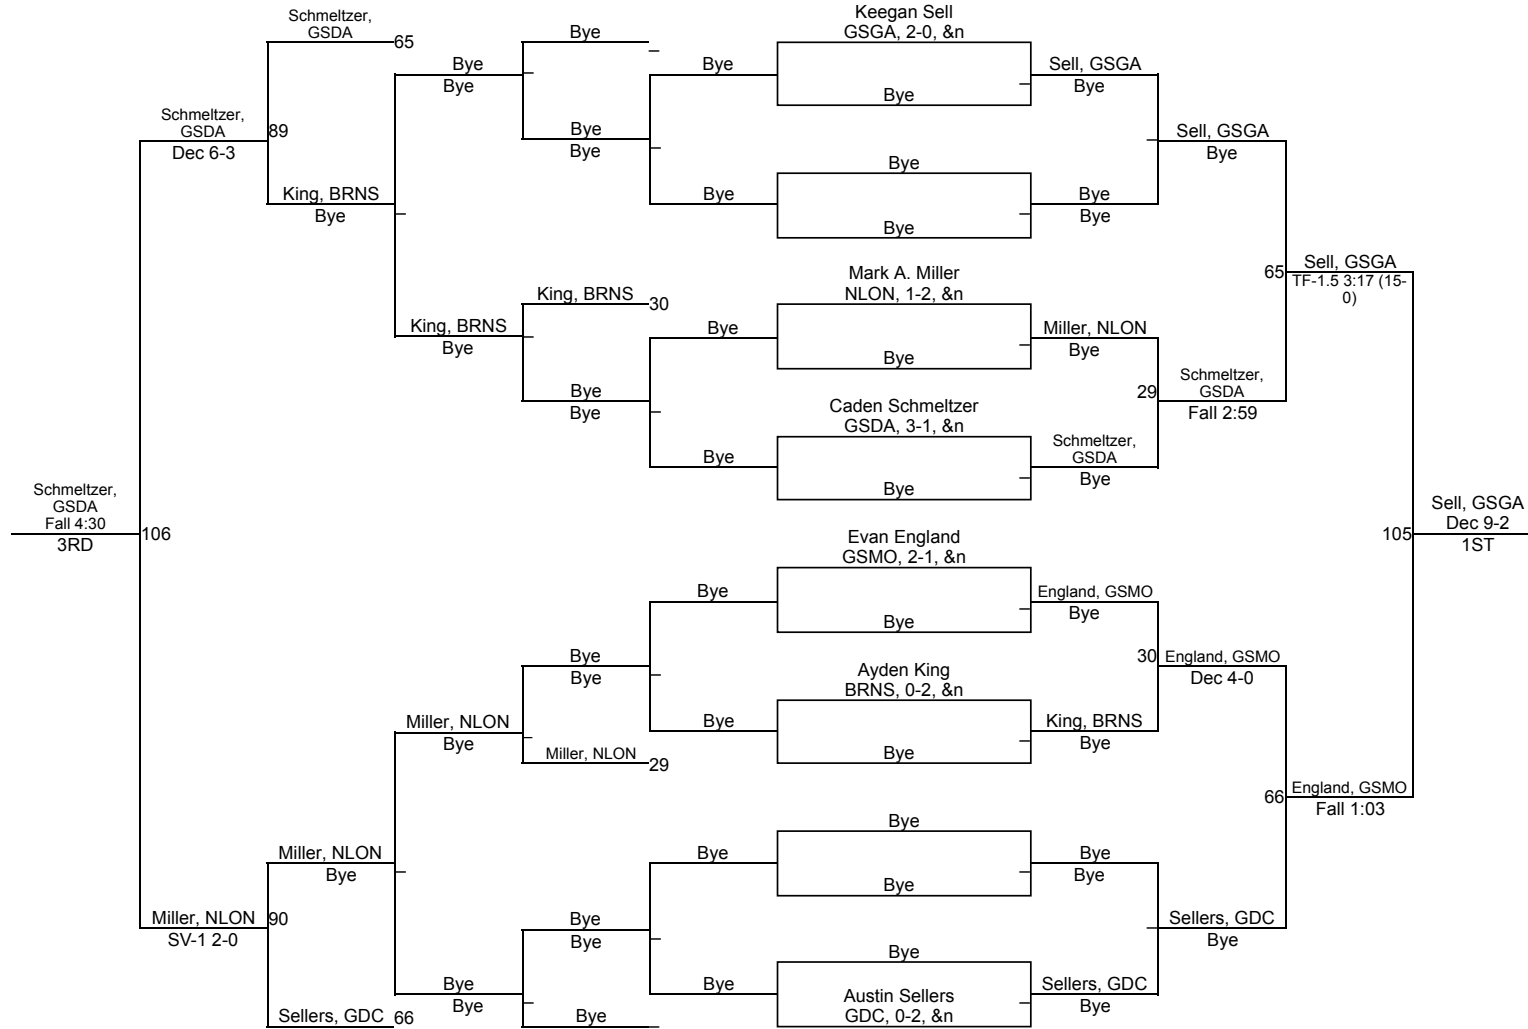 Keegan Sell
GSGA, 2-0, &n
Bye
Bye
Bye
Mark A. Miller
NLON, 1-2, &n
Bye
Caden Schmeltzer
GSDA, 3-1, &n
Bye
Evan England
GSMO, 2-1, &n
Bye
Ayden King
BRNS, 0-2, &n
Bye
Bye
Bye
Bye
Austin Sellers
GDC, 0-2, &n
Sell, GSGA
Bye
Bye
Bye
Miller, NLON
Bye
Schmeltzer,
GSDA
Bye
England, GSMO
Bye
King, BRNS
Bye
Bye
Bye
Sellers, GDC
Bye
Sell, GSGA
Bye
29
Schmeltzer,
GSDA
Fall 2:59
30
England, GSMO
Dec 4-0
Sellers, GDC
Bye
65
Sell, GSGA
TF-1.5 3:17 (15-
0)
66
England, GSMO
Fall 1:03
105
Sell, GSGA
Dec 9-2
1ST
Bye
Bye
Bye
Bye
Bye
Bye
Bye
Bye
Bye
Bye
Bye
King, BRNS
30
Bye
Bye
Bye
Bye
Miller, NLON
29
Bye
Bye
Bye
Bye
Bye
King, BRNS
Bye
Miller, NLON
Bye
Bye
Bye
Schmeltzer,
GSDA
65
King, BRNS
Bye
Miller, NLON
Bye
Sellers, GDC
66
Schmeltzer,
GSDA
89
Dec 6-3
Miller, NLON
90
SV-1 2-0
Schmeltzer,
GSDA
Fall 4:30
106
3RD